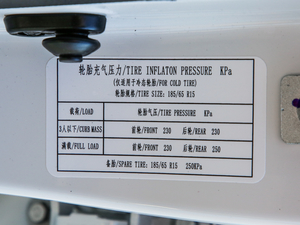 轮胎充气压力/TIRE INFLATON PRESSURE KPa
(仅适用于冷态轮胎/FOR COLD TIRE)
轮胎规格/TIRE SIZE: 185/65 R15
载荷/LOAD 轮胎气压/TIRE PRESSURE KPa
3人以下/CURB MASS 前轮/FRONT 230 后轮/REAR 230
满载/FULL LOAD 前轮/FRONT 230 后轮/REAR 250
备胎/SPARE TIRE: 185/65 R15 250KPa